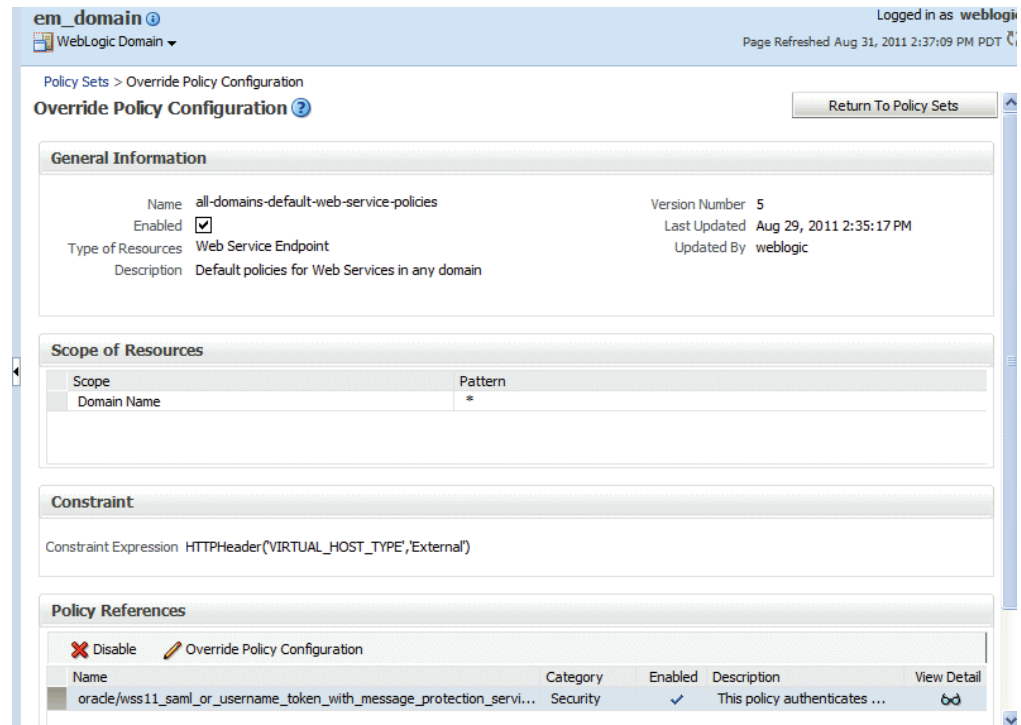 em_domain
Logged in as weblogic
WebLogic Domain
Page Refreshed Aug 31, 2011 2:37:09 PM PDT
Policy Sets > Override Policy Configuration
Override Policy Configuration
Return To Policy Sets
General Information
Name all-domains-default-web-service-policies
Version Number 5
Enabled
Last Updated Aug 29, 2011 2:35:17 PM
Type of Resources Web Service Endpoint
Updated By weblogic
Description Default policies for Web Services in any domain
Scope of Resources
Scope Pattern
Domain Name *
Constraint
Constraint Expression HTTPHeader('VIRTUAL_HOST_TYPE','External')
Policy References
Disable Override Policy Configuration
Name Category Enabled Description View Detail
oracle/wss11_saml_or_username_token_with_message_protection_servi... Security This policy authenticates ...